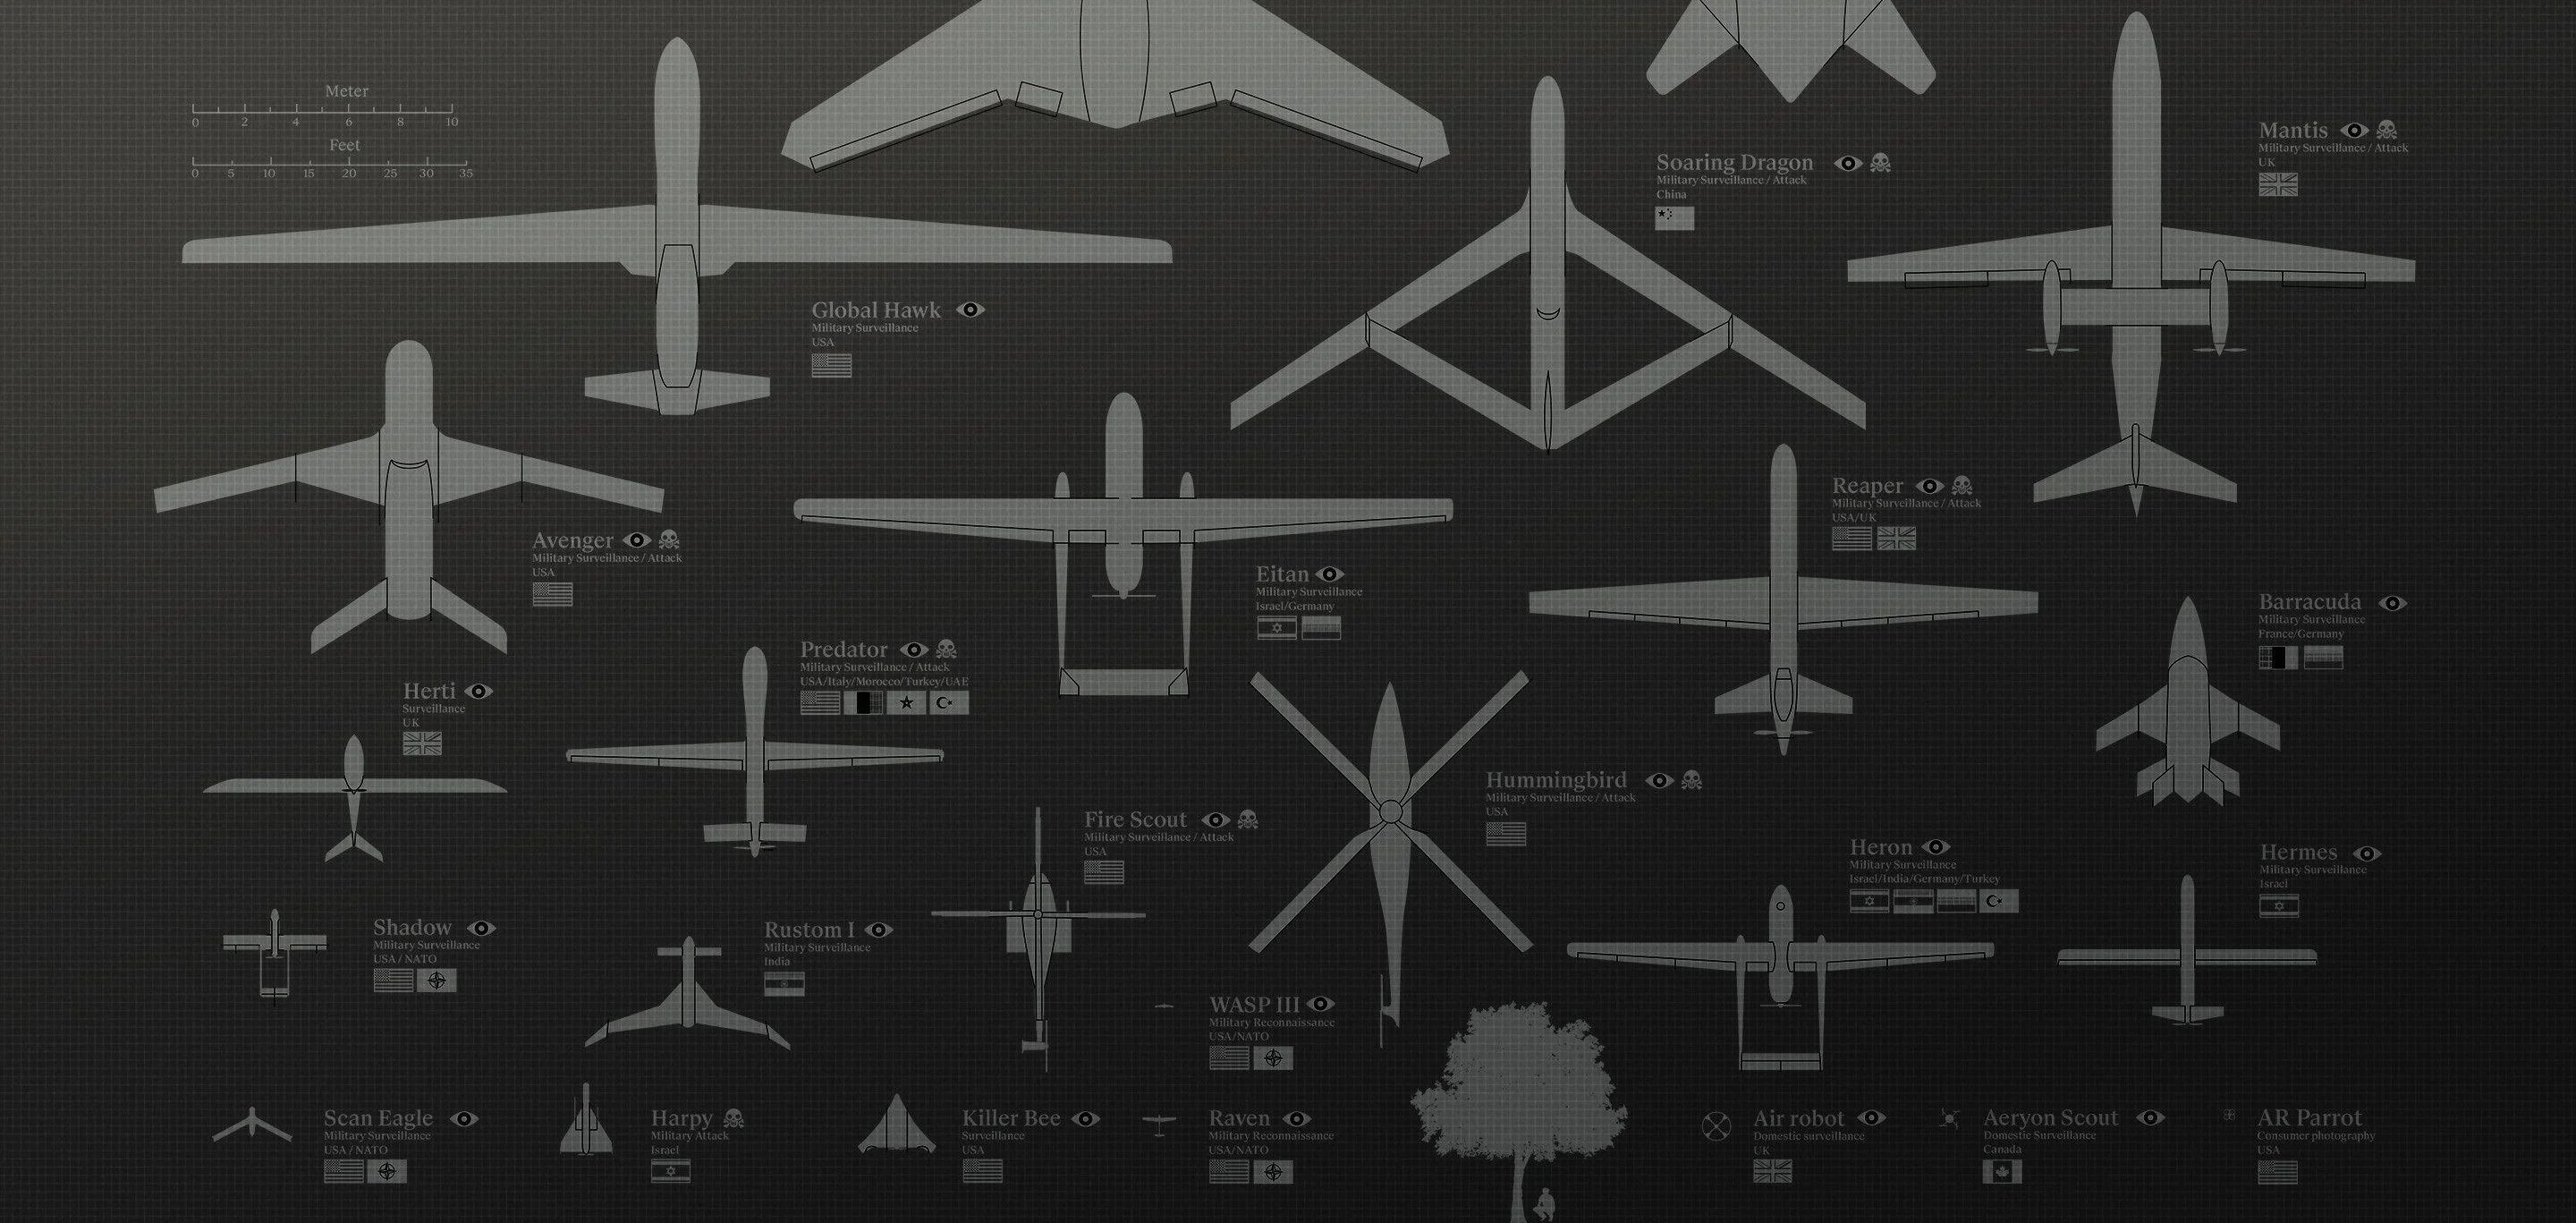 Meter
0 2 4 6 8 10
Feet
0 5 10 15 20 25 30 35
Mantis
Military Surveillance / Attack
UK
Soaring Dragon
Military Surveillance / Attack
China
Global Hawk
Military Surveillance
USA
Avenger
Military Surveillance / Attack
USA
Reaper
Military Surveillance / Attack
USA/UK
Eitan
Military Surveillance
Israel/Germany
Barracuda
Military Surveillance
France/Germany
Predator
Military Surveillance / Attack
USA/Italy/Morocco/Turkey/UAE
Herti
Surveillance
UK
Hummingbird
Military Surveillance / Attack
USA
Fire Scout
Military Surveillance / Attack
USA
Heron
Military Surveillance
Israel/India/Germany/Turkey
Hermes
Military Surveillance
Israel
Shadow
Military Surveillance
USA / NATO
Rustom I
Military Surveillance
India
WASP III
Military Reconnaissance
USA/NATO
Scan Eagle
Military Surveillance
USA / NATO
Harpy
Military Attack
Israel
Killer Bee
Surveillance
USA
Raven
Military Reconnaissance
USA/NATO
Air robot
Domestic surveillance
UK
Aeryon Scout
Domestic Surveillance
Canada
AR Parrot
Consumer photography
USA